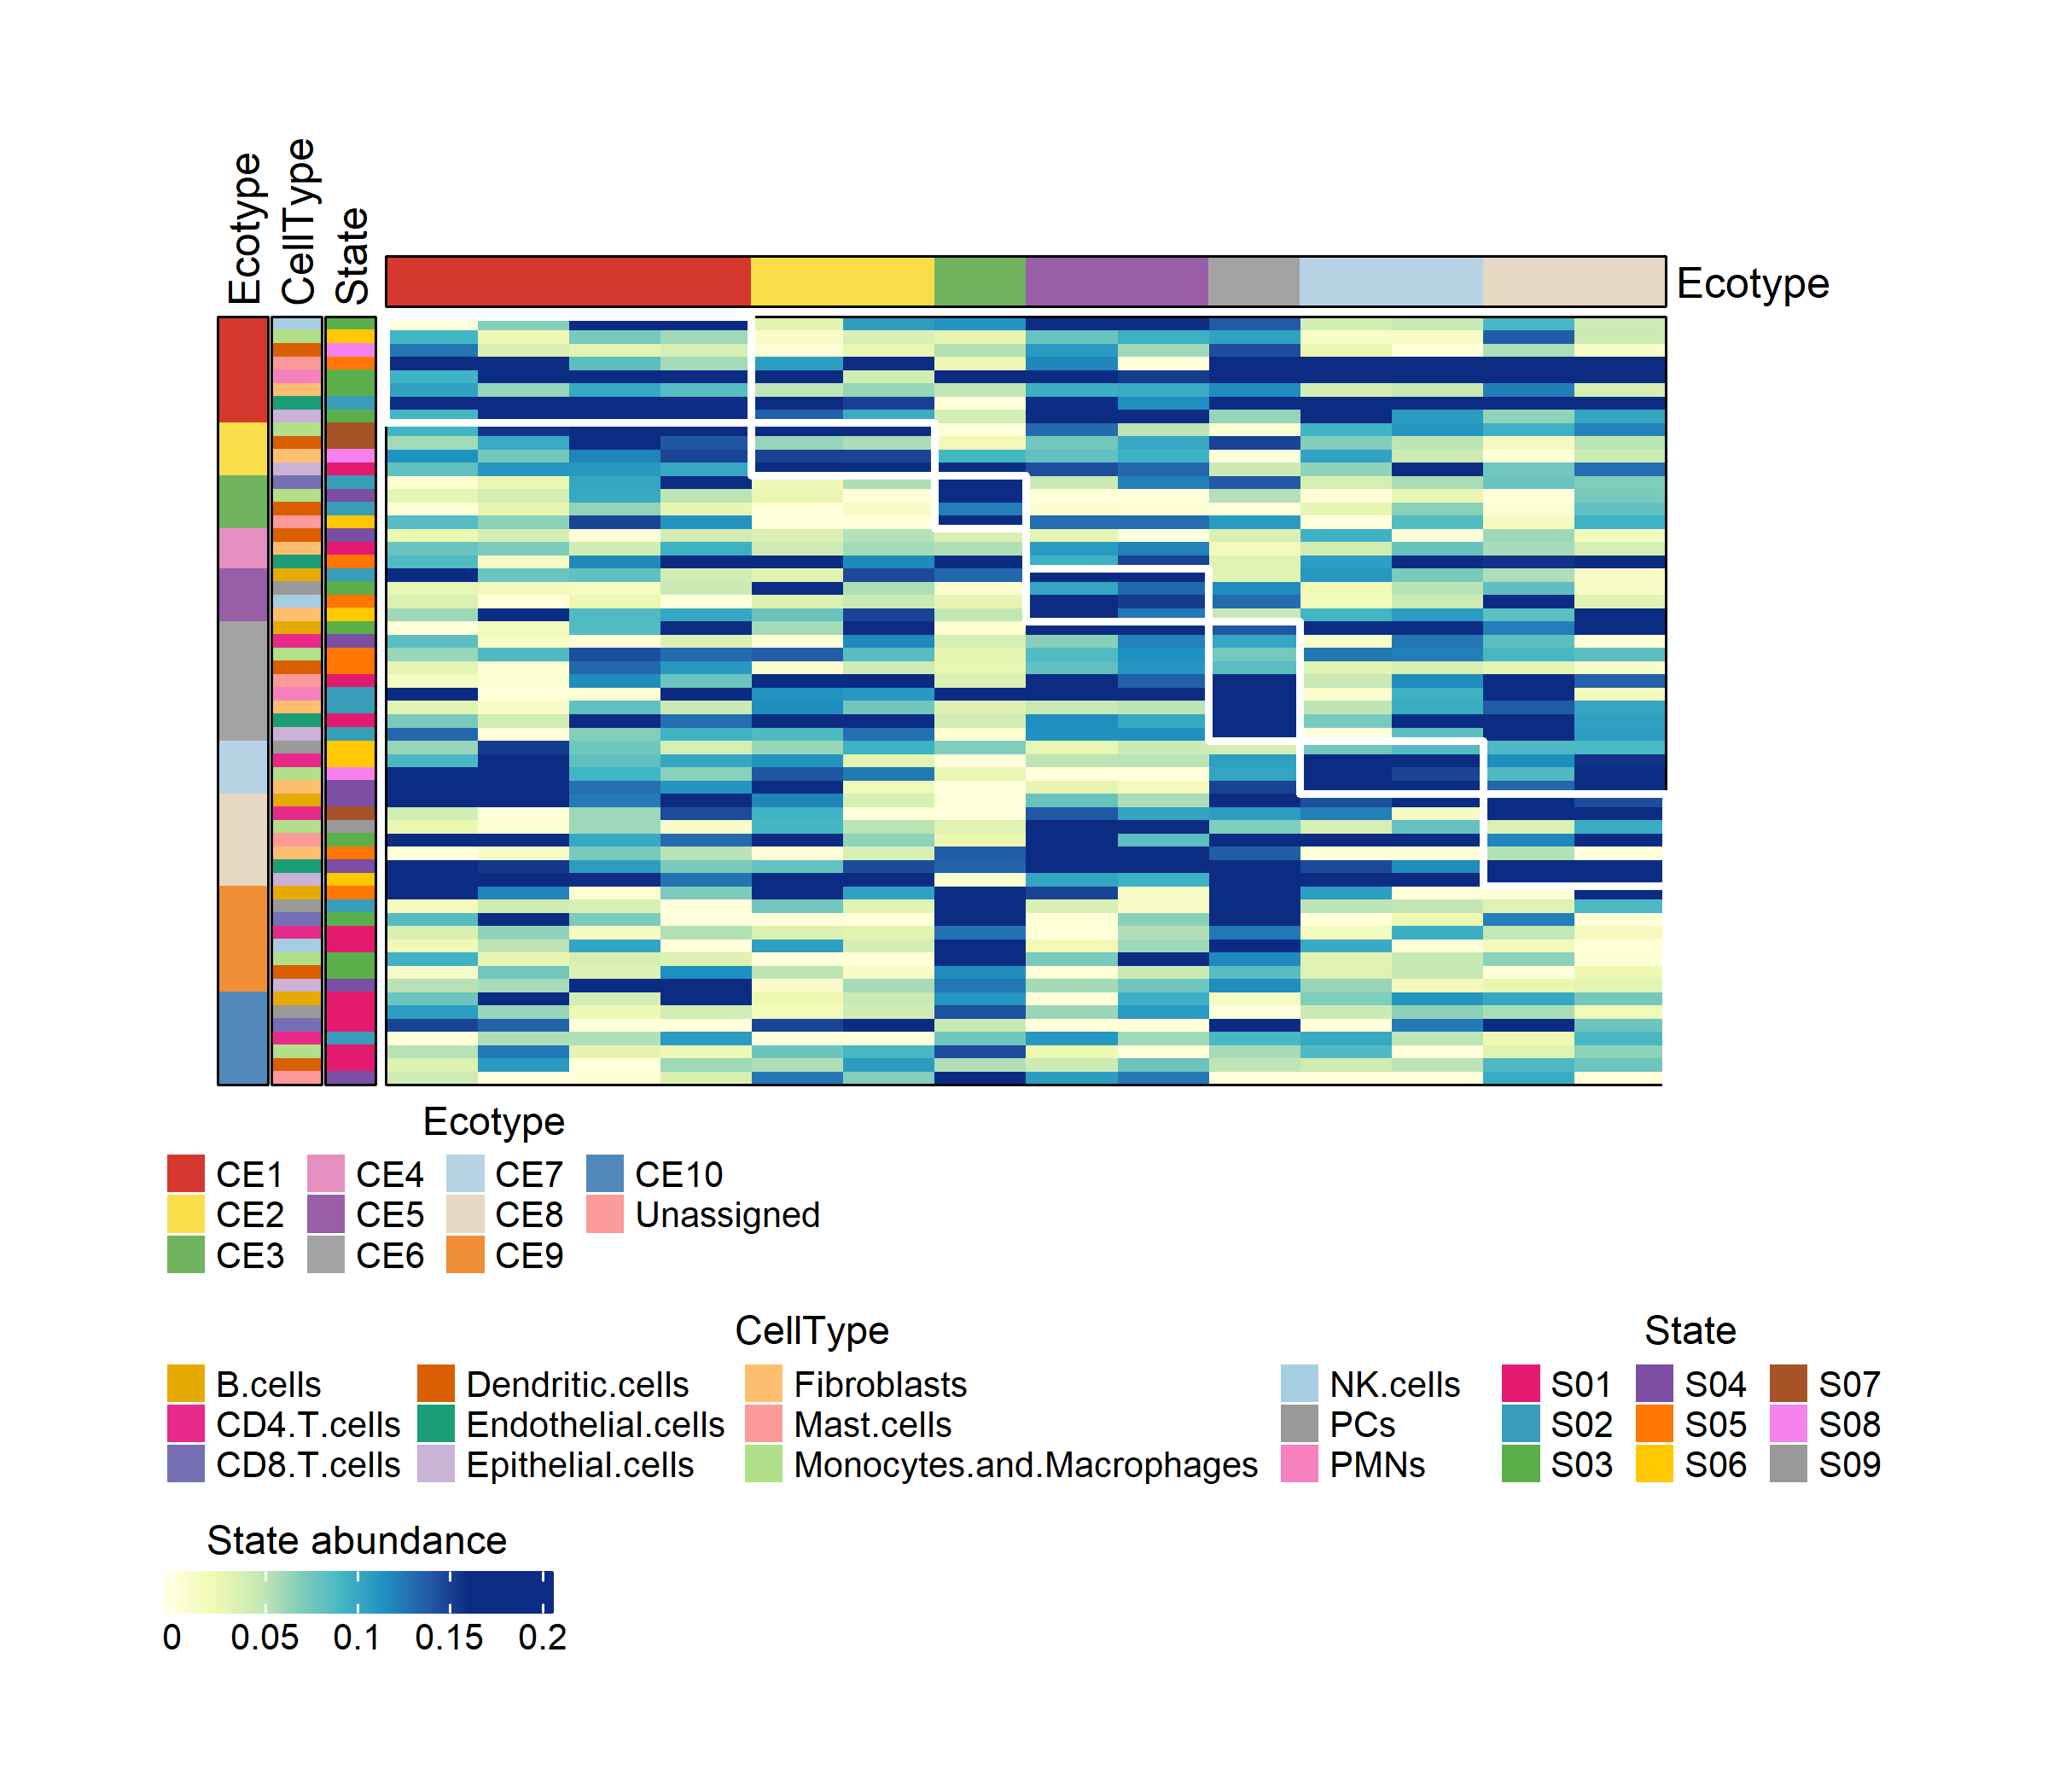 Ecotype
CellType
State
Ecotype
Ecotype
CE1 CE4 CE7 CE10
CE2 CE5 CE8 Unassigned
CE3 CE6 CE9
CellType State
B.cells Dendritic.cells Fibroblasts NK.cells S01 S04 S07
CD4.T.cells Endothelial.cells Mast.cells PCs S02 S05 S08
CD8.T.cells Epithelial.cells Monocytes.and.Macrophages PMNs S03 S06 S09
State abundance
0 0.05 0.1 0.15 0.2